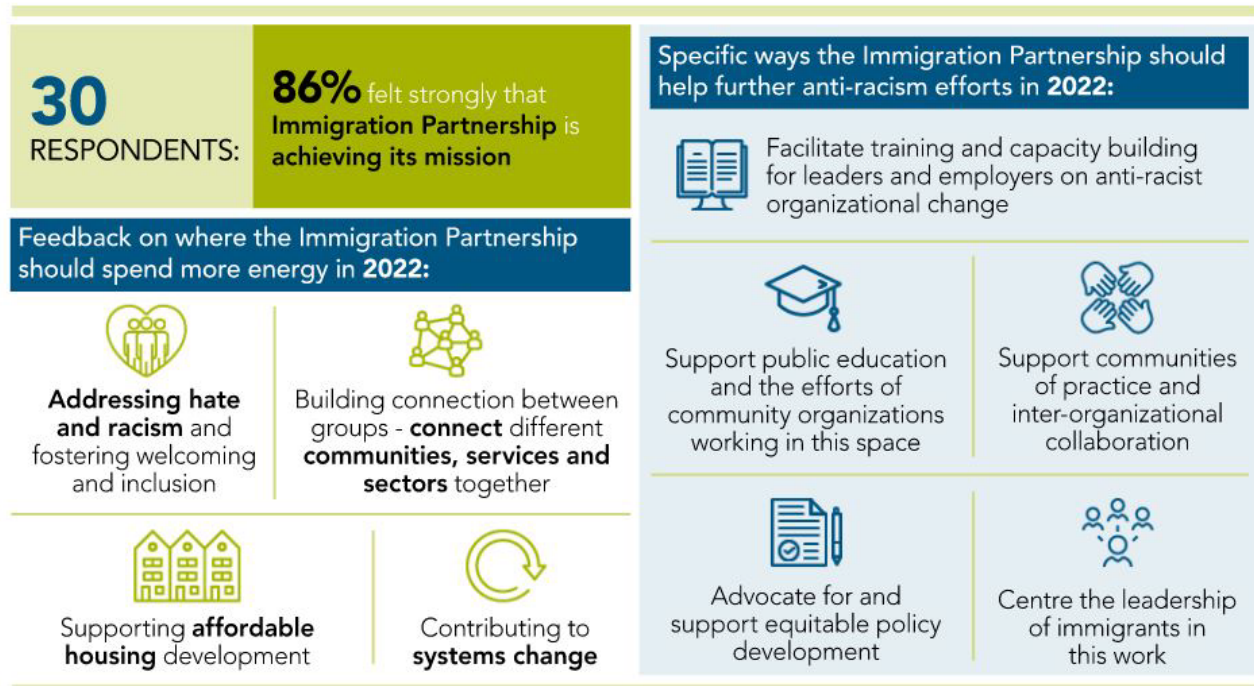 30
RESPONDENTS:
86% felt strongly that
Immigration Partnership is
achieving its mission
Feedback on where the Immigration Partnership
should spend more energy in 2022:
Addressing hate
and racism and
fostering welcoming
and inclusion
Building connection between
groups - connect different
communities, services and
sectors together
Supporting affordable
housing development
Contributing to
systems change
Specific ways the Immigration Partnership should
help further anti-racism efforts in 2022:
Facilitate training and capacity building
for leaders and employers on anti-racist
organizational change
Support public education
and the efforts of
community organizations
working in this space
Support communities
of practice and
inter-organizational
collaboration
Advocate for and
support equitable policy
development
Centre the leadership
of immigrants in
this work